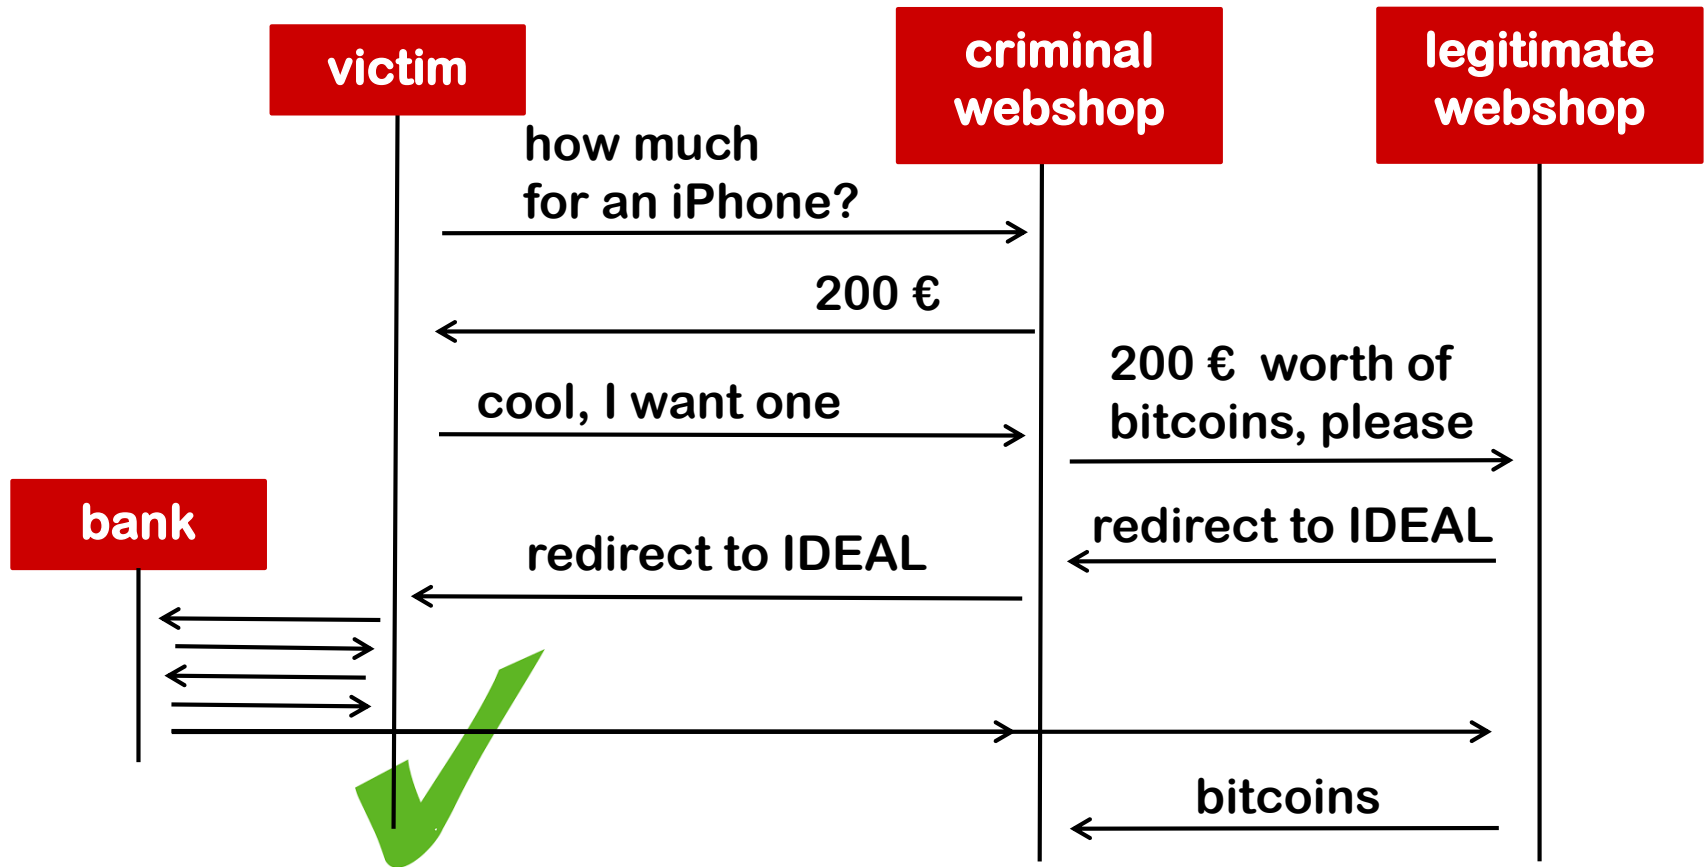 victim
criminal
webshop
legitimate
webshop
how much
for an iPhone?
200 €
200 € worth of
bitcoins, please
cool, I want one
bank
redirect to IDEAL
redirect to IDEAL
bitcoins